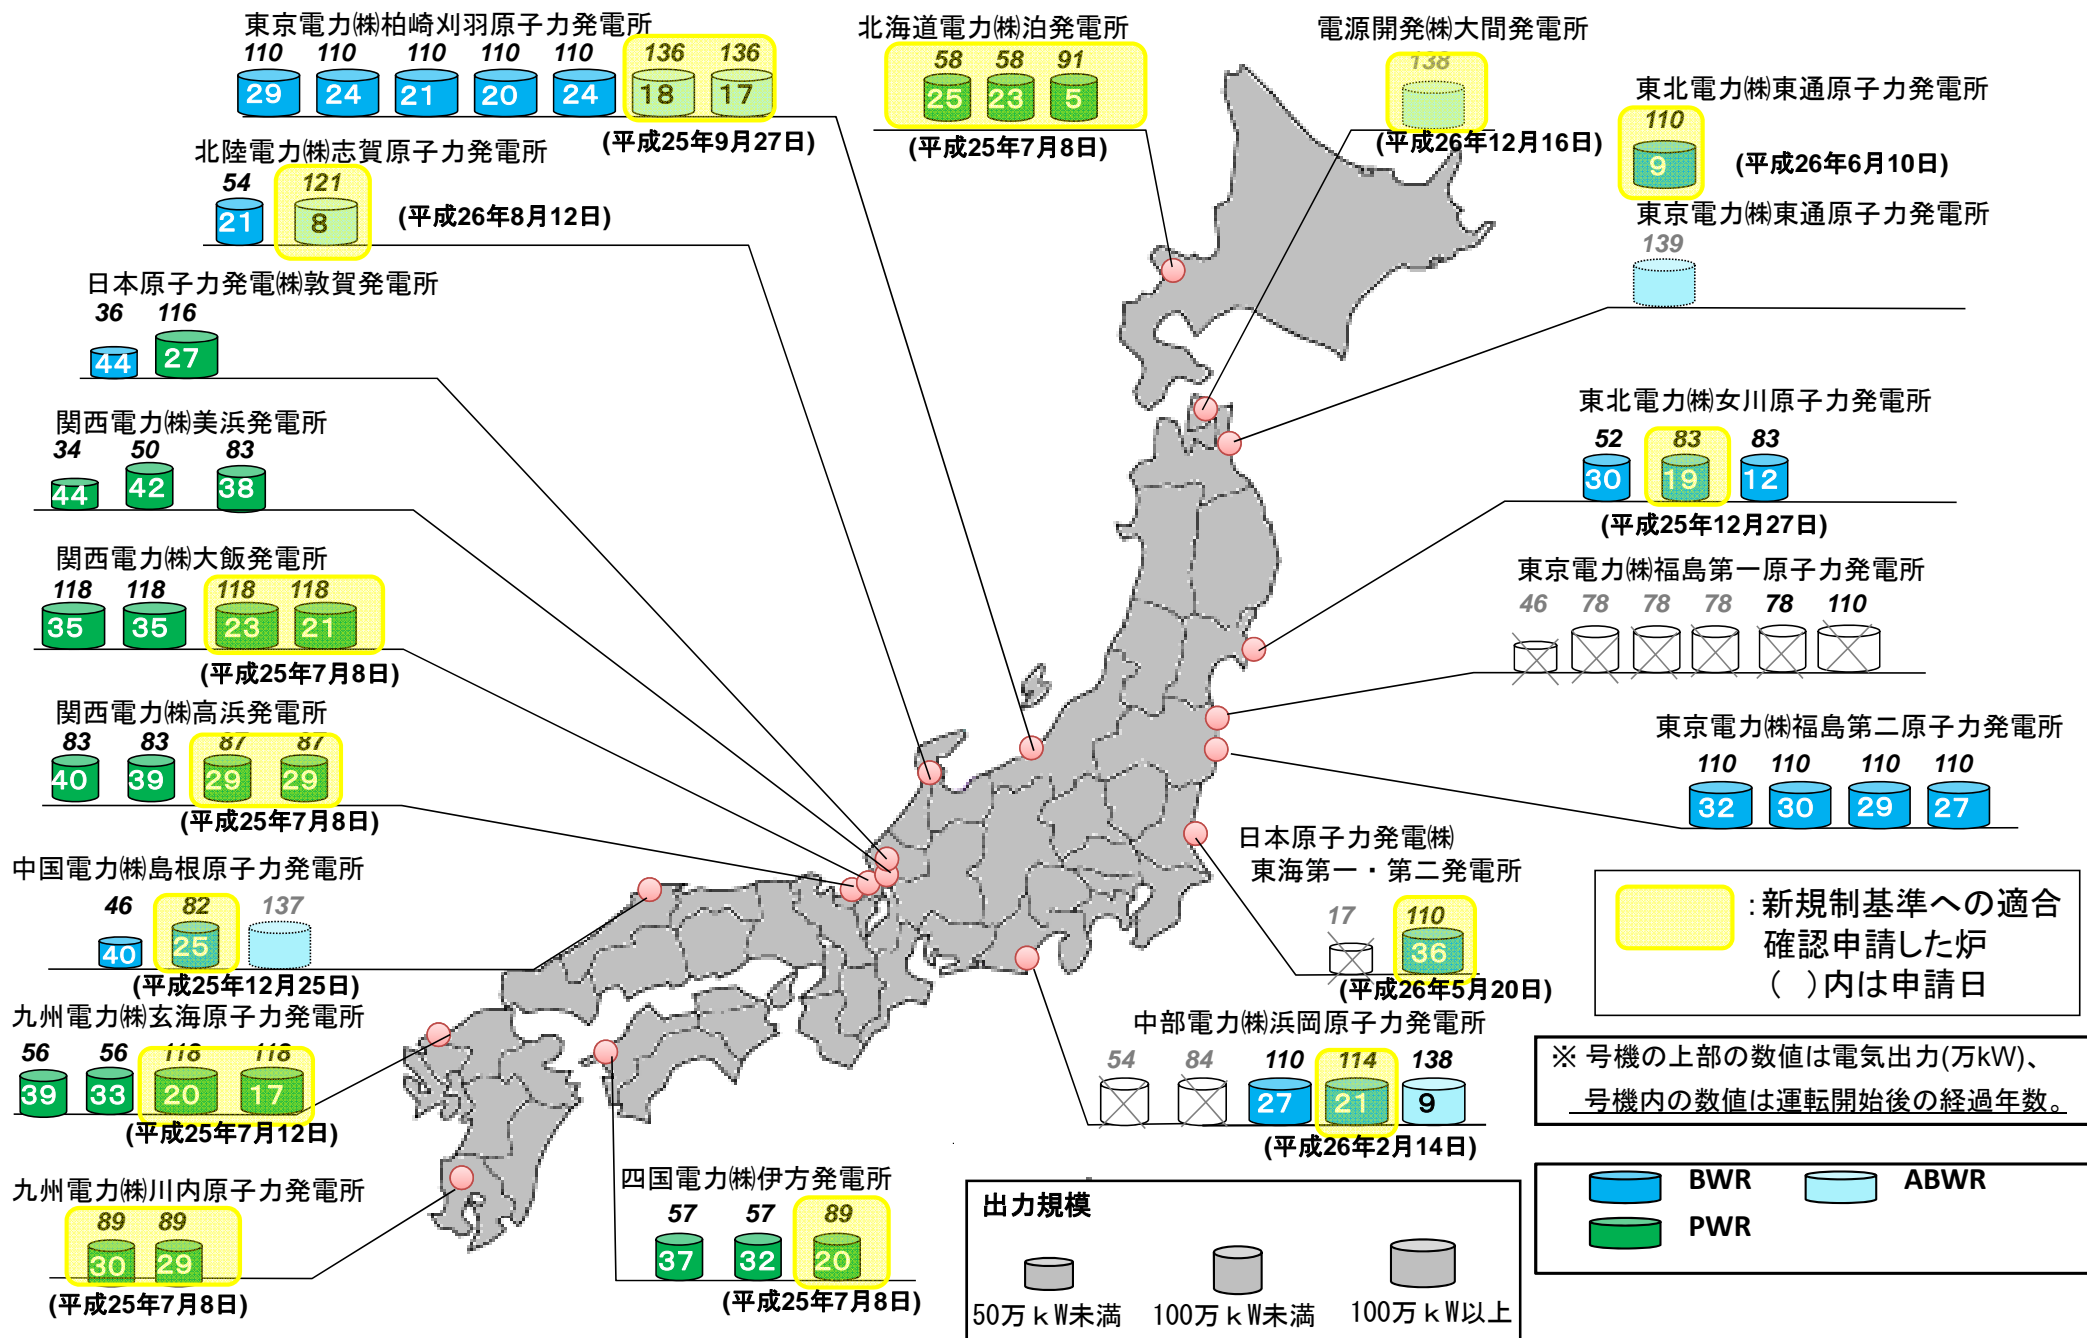 東京電力㈱柏崎刈羽原子力発電所
110 110 110 110 110 136 136
29 24 21 20 24 18 17
(平成25年9月27日)
北海道電力㈱泊発電所
58 58 91
25 23 5
(平成25年7月8日)
電源開発㈱大間発電所
138
(平成26年12月16日)
東北電力㈱東通原子力発電所
110
9
(平成26年6月10日)
東京電力㈱東通原子力発電所
139
北陸電力㈱志賀原子力発電所
54 121
21 8
(平成26年8月12日)
日本原子力発電㈱敦賀発電所
36 116
44 27
関西電力㈱美浜発電所
34 50 83
44 42 38
関西電力㈱大飯発電所
118 118 118 118
35 35 23 21
(平成25年7月8日)
関西電力㈱高浜発電所
83 83 87 87
40 39 29 29
(平成25年7月8日)
中国電力㈱島根原子力発電所
46 82 137
40 25
(平成25年12月25日)
九州電力㈱玄海原子力発電所
56 56 118 118
39 33 20 17
(平成25年7月12日)
九州電力㈱川内原子力発電所
89 89
30 29
(平成25年7月8日)
四国電力㈱伊方発電所
57 57 89
37 32 20
(平成25年7月8日)
東北電力㈱女川原子力発電所
52 83 83
30 19 12
(平成25年12月27日)
東京電力㈱福島第一原子力発電所
46 78 78 78 78 110
東京電力㈱福島第二原子力発電所
110 110 110 110
32 30 29 27
日本原子力発電㈱
東海第一・第二発電所
17 110
36
(平成26年5月20日)
中部電力㈱浜岡原子力発電所
54 84 110 114 138
27 21 9
(平成26年2月14日)
:新規制基準への適合
確認申請した炉
( )内は申請日
※ 号機の上部の数値は電気出力(万kW)、
号機内の数値は運転開始後の経過年数。
BWR ABWR
PWR
出力規模
50万ｋW未満 100万ｋW未満 100万ｋW以上